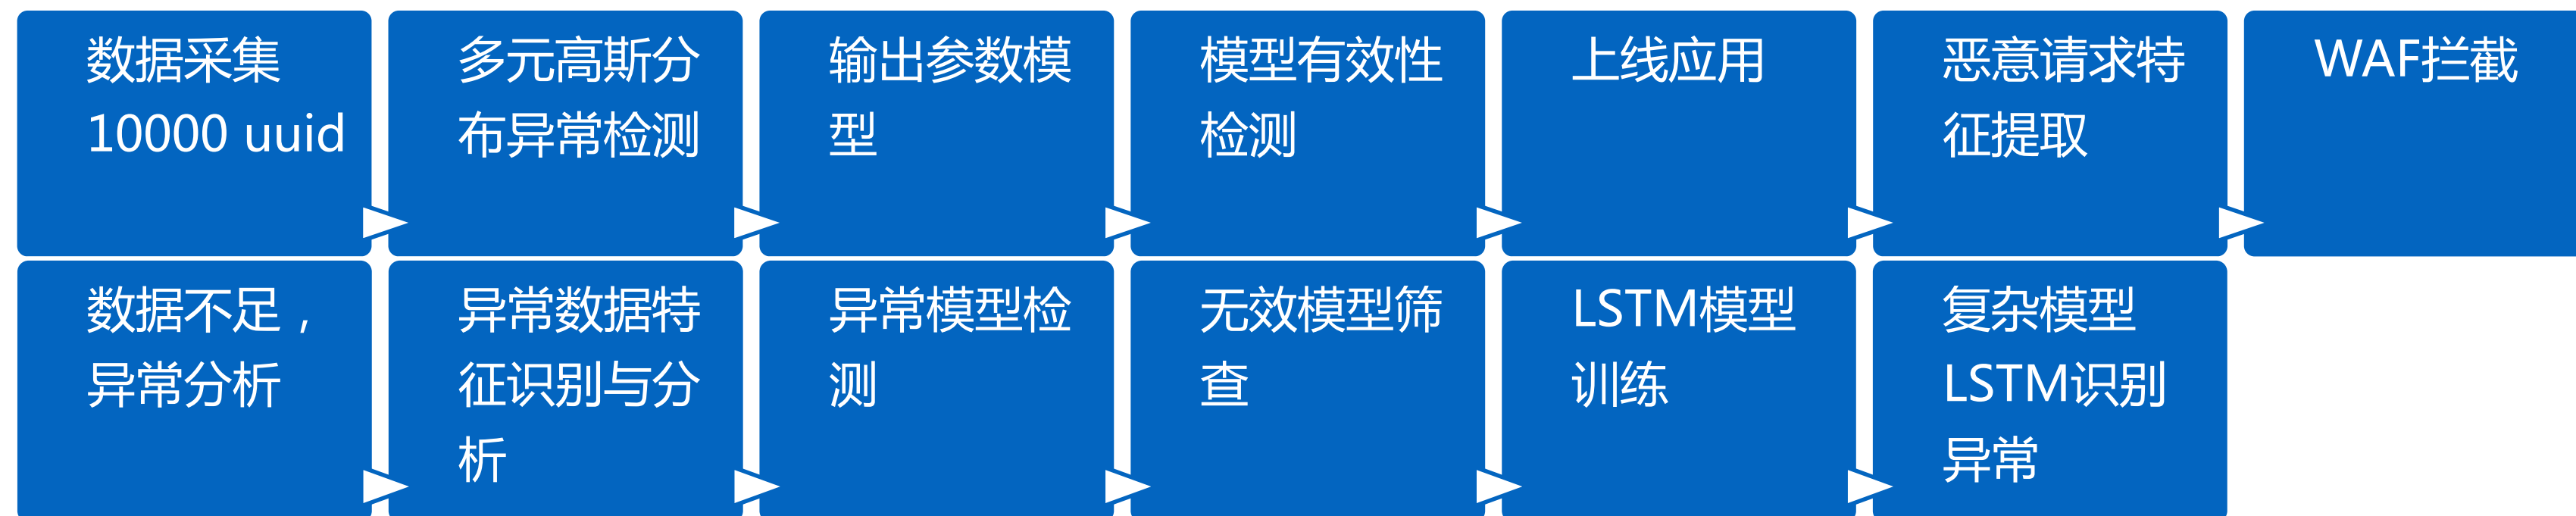 数据采集
10000 uuid
多元高斯分
布异常检测
输出参数模
型
模型有效性
检测
上线应用
恶意请求特
征提取
WAF拦截
数据不足，
异常分析
异常数据特
征识别与分
析
异常模型检
测
无效模型筛
查
LSTM模型
训练
复杂模型
LSTM识别
异常